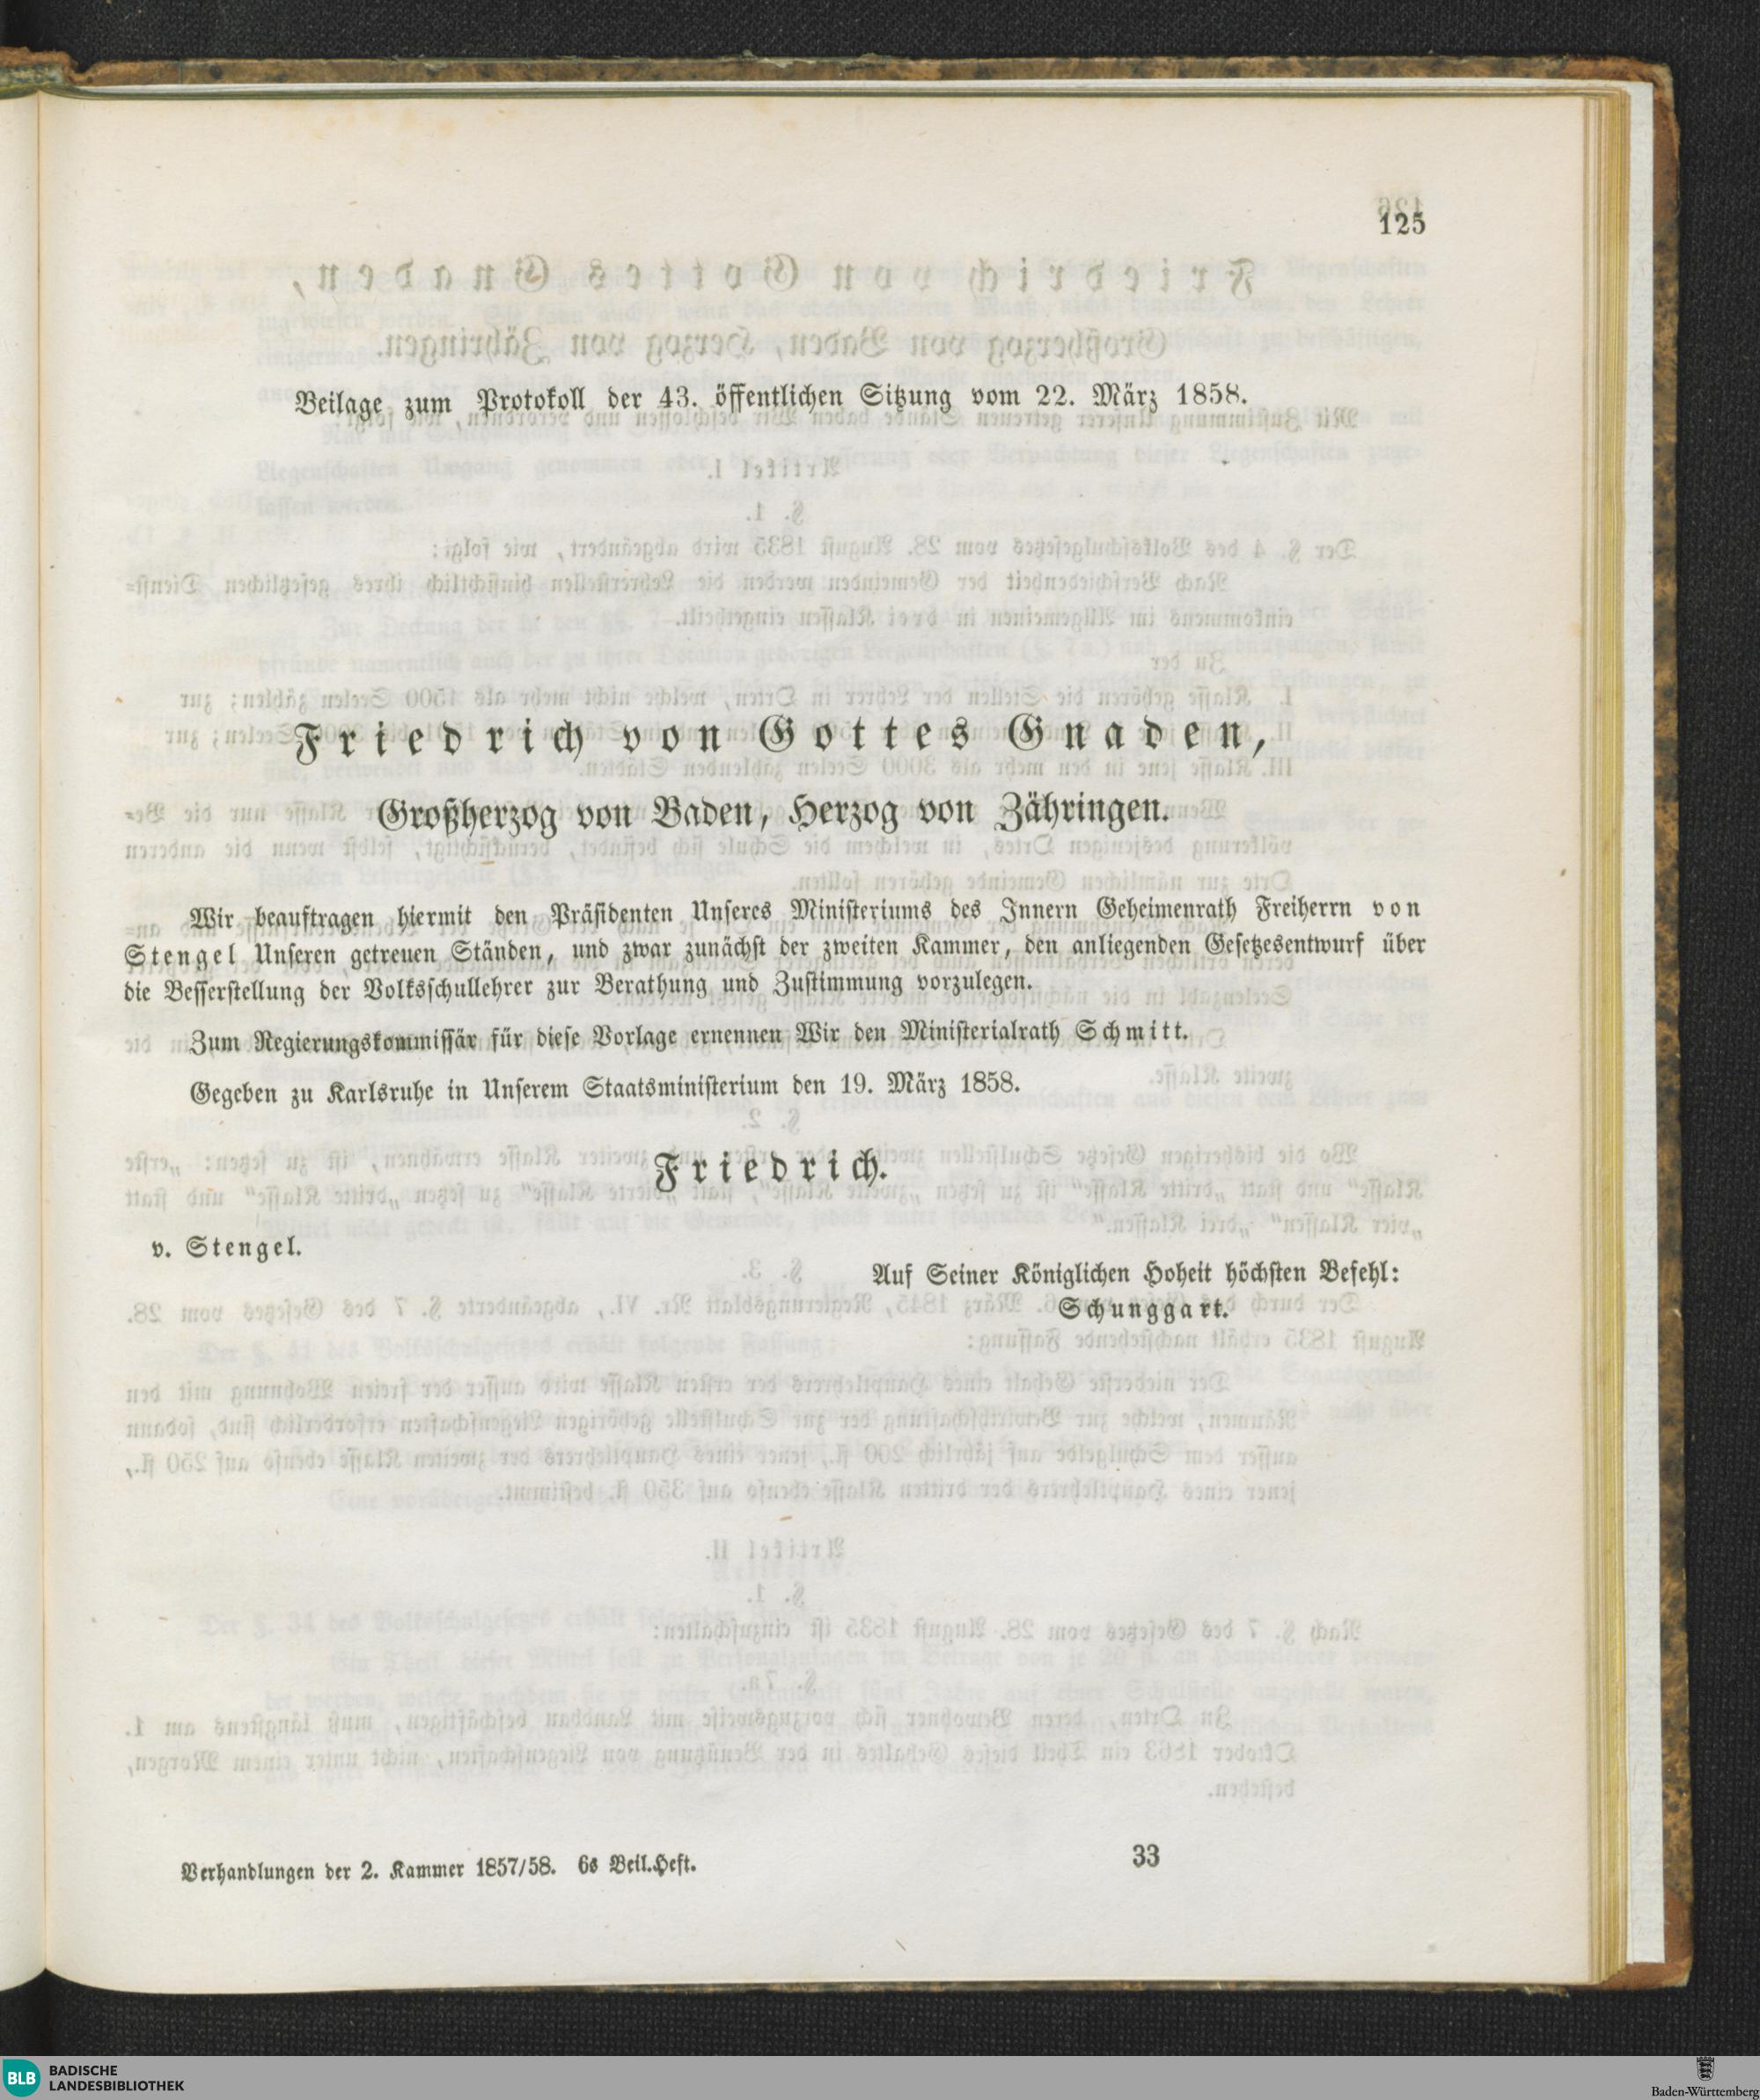 125
Beilage zum Protokoll der 43. öffentlichen Sitzung vom 22. März 1858.
Friedrich von Gottes Gnaden,
Großherzog von Baden, Herzog von Zähringen.
Wir beauftragen hiermit den Präsidenten Unseres Ministeriums des Innern Geheimenrath Freiherrn von
Stengel Unseren getreuen Ständen, und zwar zunächst der zweiten Kammer, den anliegenden Gesetzesentwurf über
die Besserstellung der Volksschullehrer zur Berathung und Zustimmung vorzulegen.
Zum Regierungskommissär für diese Vorlage ernennen Wir den Ministerialrath Schmitt.
Gegeben zu Karlsruhe in Unserem Staatsministerium den 19. März 1858.
Friedrich.
v. Stengel.
Auf Seiner Königlichen Hoheit höchsten Befehl:
Schunggart.
Verhandlungen der 2. Kammer 1857/58. 6s Beil.Heft.
33
BLB BADISCHE
LANDESBIBLIOTHEK
Baden-Württemberg